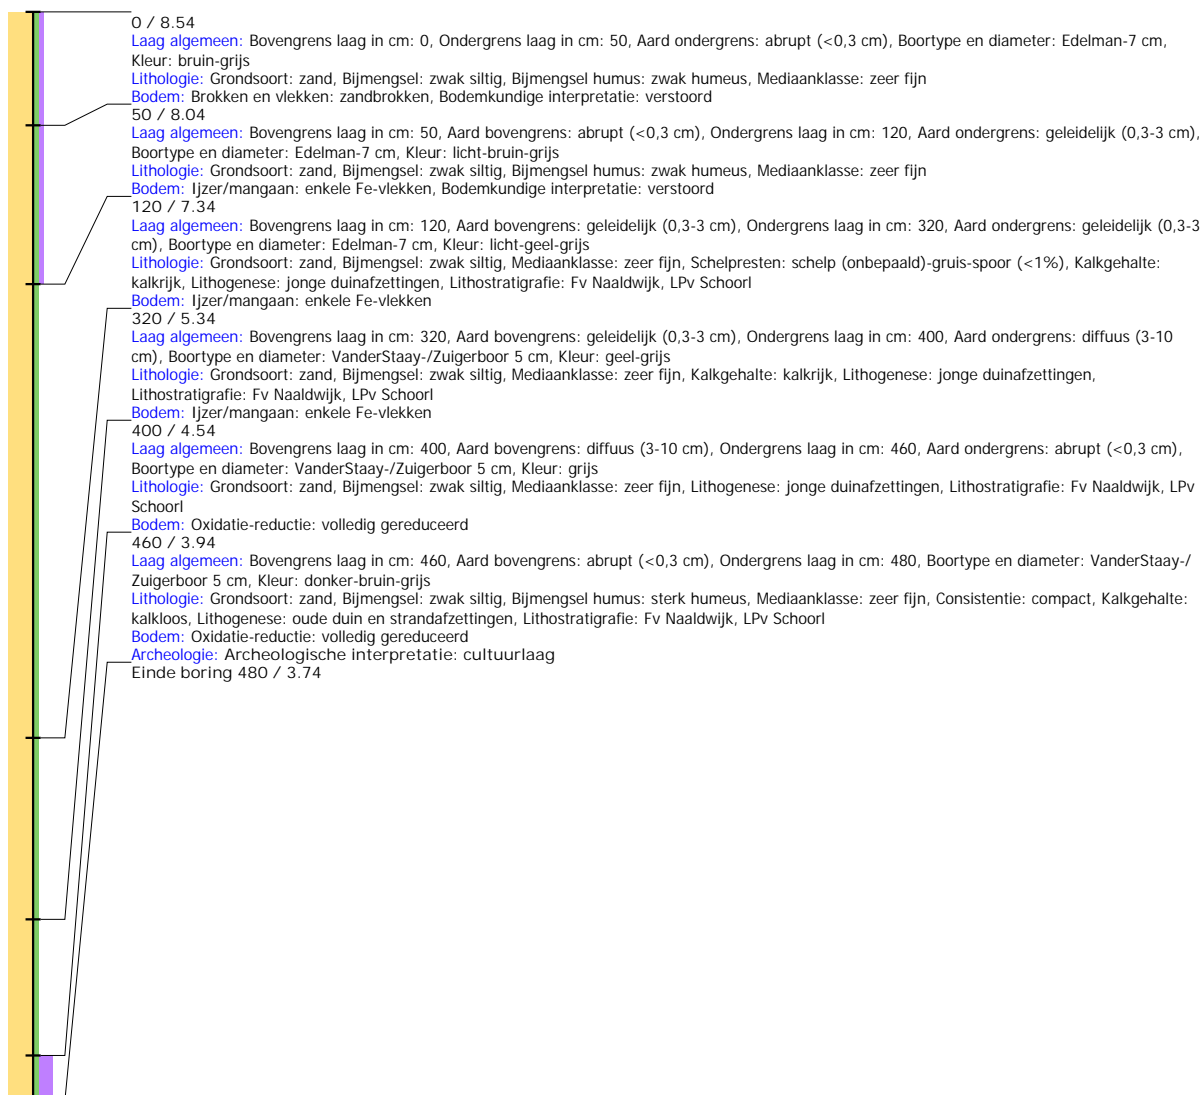 0 / 8.54
Laag algemeen: Bovengrens laag in cm: 0, Ondergrens laag in cm: 50, Aard ondergrens: abrupt (<0,3 cm), Boortype en diameter: Edelman-7 cm,
Kleur: bruin-grijs
Lithologie: Grondsoort: zand, Bijmengsel: zwak siltig, Bijmengsel humus: zwak humeus, Mediaanklasse: zeer fijn
Bodem: Brokken en vlekken: zandbrokken, Bodemkundige interpretatie: verstoord
50 / 8.04
Laag algemeen: Bovengrens laag in cm: 50, Aard bovengrens: abrupt (<0,3 cm), Ondergrens laag in cm: 120, Aard ondergrens: geleidelijk (0,3-3 cm),
Boortype en diameter: Edelman-7 cm, Kleur: licht-bruin-grijs
Lithologie: Grondsoort: zand, Bijmengsel: zwak siltig, Bijmengsel humus: zwak humeus, Mediaanklasse: zeer fijn
Bodem: Ijzer/mangaan: enkele Fe-vlekken, Bodemkundige interpretatie: verstoord
120 / 7.34
Laag algemeen: Bovengrens laag in cm: 120, Aard bovengrens: geleidelijk (0,3-3 cm), Ondergrens laag in cm: 320, Aard ondergrens: geleidelijk (0,3-3
cm), Boortype en diameter: Edelman-7 cm, Kleur: licht-geel-grijs
Lithologie: Grondsoort: zand, Bijmengsel: zwak siltig, Mediaanklasse: zeer fijn, Schelpresten: schelp (onbepaald)-gruis-spoor (<1%), Kalkgehalte:
kalkrijk, Lithogenese: jonge duinafzettingen, Lithostratigrafie: Fv Naaldwijk, LPv Schoorl
Bodem: Ijzer/mangaan: enkele Fe-vlekken
320 / 5.34
Laag algemeen: Bovengrens laag in cm: 320, Aard bovengrens: geleidelijk (0,3-3 cm), Ondergrens laag in cm: 400, Aard ondergrens: diffuus (3-10
cm), Boortype en diameter: VanderStaay-/Zuigerboor 5 cm, Kleur: geel-grijs
Lithologie: Grondsoort: zand, Bijmengsel: zwak siltig, Mediaanklasse: zeer fijn, Kalkgehalte: kalkrijk, Lithogenese: jonge duinafzettingen,
Lithostratigrafie: Fv Naaldwijk, LPv Schoorl
Bodem: Ijzer/mangaan: enkele Fe-vlekken
400 / 4.54
Laag algemeen: Bovengrens laag in cm: 400, Aard bovengrens: diffuus (3-10 cm), Ondergrens laag in cm: 460, Aard ondergrens: abrupt (<0,3 cm),
Boortype en diameter: VanderStaay-/Zuigerboor 5 cm, Kleur: grijs
Lithologie: Grondsoort: zand, Bijmengsel: zwak siltig, Mediaanklasse: zeer fijn, Lithogenese: jonge duinafzettingen, Lithostratigrafie: Fv Naaldwijk, LPv
Schoorl
Bodem: Oxidatie-reductie: volledig gereduceerd
460 / 3.94
Laag algemeen: Bovengrens laag in cm: 460, Aard bovengrens: abrupt (<0,3 cm), Ondergrens laag in cm: 480, Boortype en diameter: VanderStaay-/
Zuigerboor 5 cm, Kleur: donker-bruin-grijs
Lithologie: Grondsoort: zand, Bijmengsel: zwak siltig, Bijmengsel humus: sterk humeus, Mediaanklasse: zeer fijn, Consistentie: compact, Kalkgehalte:
kalkloos, Lithogenese: oude duin en strandafzettingen, Lithostratigrafie: Fv Naaldwijk, LPv Schoorl
Bodem: Oxidatie-reductie: volledig gereduceerd
Archeologie: Archeologische interpretatie: cultuurlaag
Einde boring 480 / 3.74